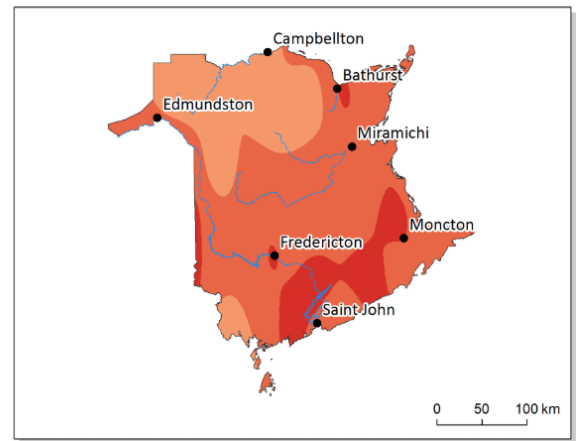 Campbellton
Bathurst
Edmundston
Miramichi
Moncton
Fredericton
Saint John
0 50 100 km